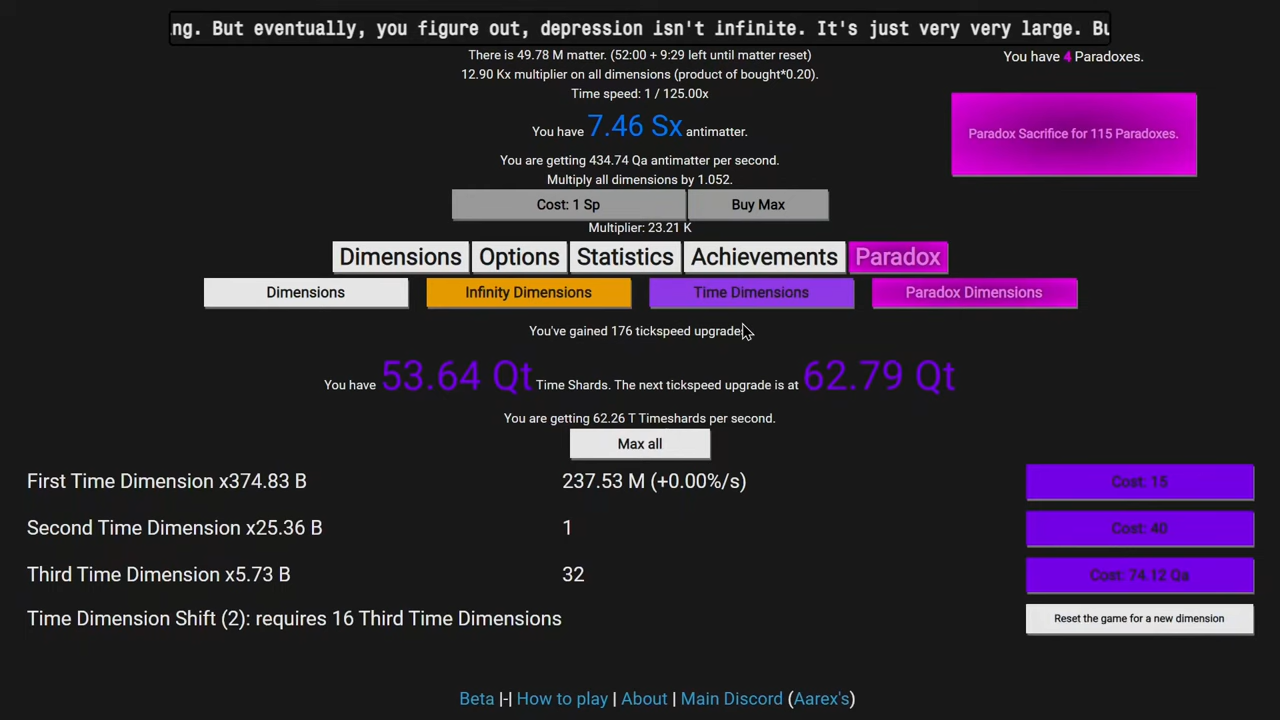 ng. But eventually, you figure out, depression isn't infinite. It's just very very large. Bu
There is 49.78 M matter. (52:00 + 9:29 left until matter reset)
You have 4 Paradoxes.
12.90 Kx multiplier on all dimensions (product of bought*0.20).
Time speed: 1 / 125.00x
Paradox Sacrifice for 115 Paradoxes.
You have 7.46 Sx antimatter.
You are getting 434.74 Qa antimatter per second.
Multiply all dimensions by 1.052.
Cost: 1 Sp Buy Max
Multiplier: 23.21 K
Dimensions Options Statistics Achievements Paradox
Dimensions Infinity Dimensions Time Dimensions Paradox Dimensions
You've gained 176 tickspeed upgrades
You have 53.64 Qt Time Shards. The next tickspeed upgrade is at 62.79 Qt
You are getting 62.26 T Timeshards per second.
Max all
First Time Dimension x374.83 B 237.53 M (+0.00%/s) Cost: 15
Second Time Dimension x25.36 B 1 Cost: 40
Third Time Dimension x5.73 B 32 Cost: 74.12 Qa
Time Dimension Shift (2): requires 16 Third Time Dimensions Reset the game for a new dimension
Beta |-| How to play | About | Main Discord (Aarex's)